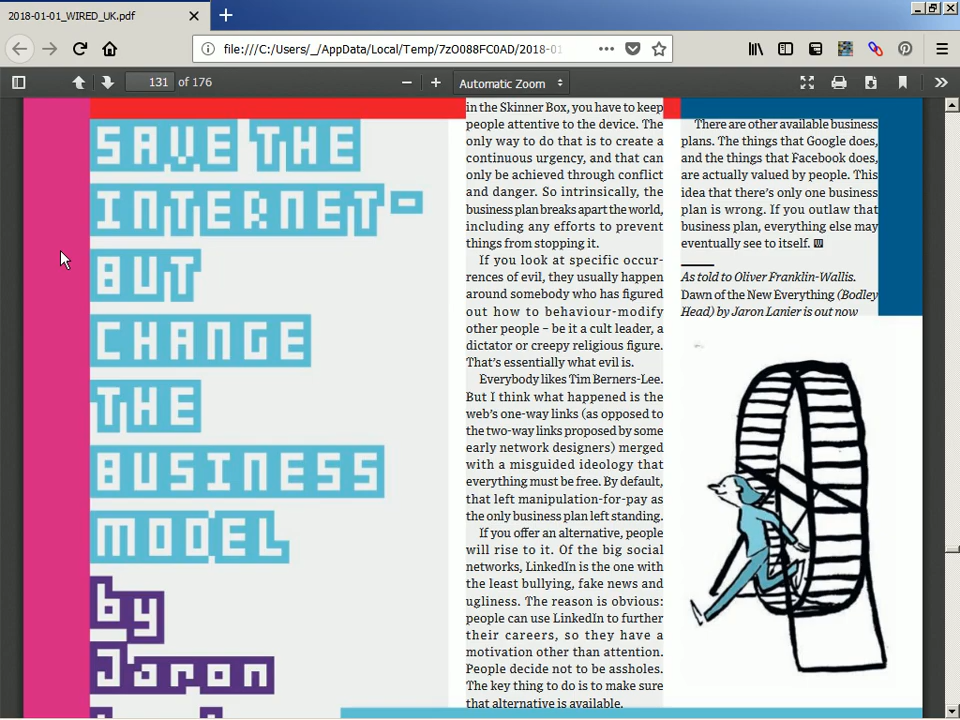 2018-01-01_WIRED_UK.pdf
file:///C:/Users/_/AppData/Local/Temp/7zO088FC0AD/2018-01
131 of 176
Automatic Zoom
SAVE THE
INTERNET-
BUT
CHANGE
THE
BUSINESS
MODEL
by
Jaron
in the Skinner Box, you have to keep
people attentive to the device. The
only way to do that is to create a
continuous urgency, and that can
only be achieved through conflict
and danger. So intrinsically, the
business plan breaks apart the world,
including any efforts to prevent
things from stopping it.
If you look at specific occur-
rences of evil, they usually happen
around somebody who has figured
out how to behaviour-modify
other people – be it a cult leader, a
dictator or creepy religious figure.
That's essentially what evil is.
Everybody likes Tim Berners-Lee.
But I think what happened is the
web's one-way links (as opposed to
the two-way links proposed by some
early network designers) merged
with a misguided ideology that
everything must be free. By default,
that left manipulation-for-pay as
the only business plan left standing.
If you offer an alternative, people
will rise to it. Of the big social
networks, LinkedIn is the one with
the least bullying, fake news and
ugliness. The reason is obvious:
people can use LinkedIn to further
their careers, so they have a
motivation other than attention.
People decide not to be assholes.
The key thing to do is to make sure
that alternative is available.
There are other available business
plans. The things that Google does,
and the things that Facebook does,
are actually valued by people. This
idea that there's only one business
plan is wrong. If you outlaw that
business plan, everything else may
eventually see to itself.
As told to Oliver Franklin-Wallis.
Dawn of the New Everything (Bodley
Head) by Jaron Lanier is out now